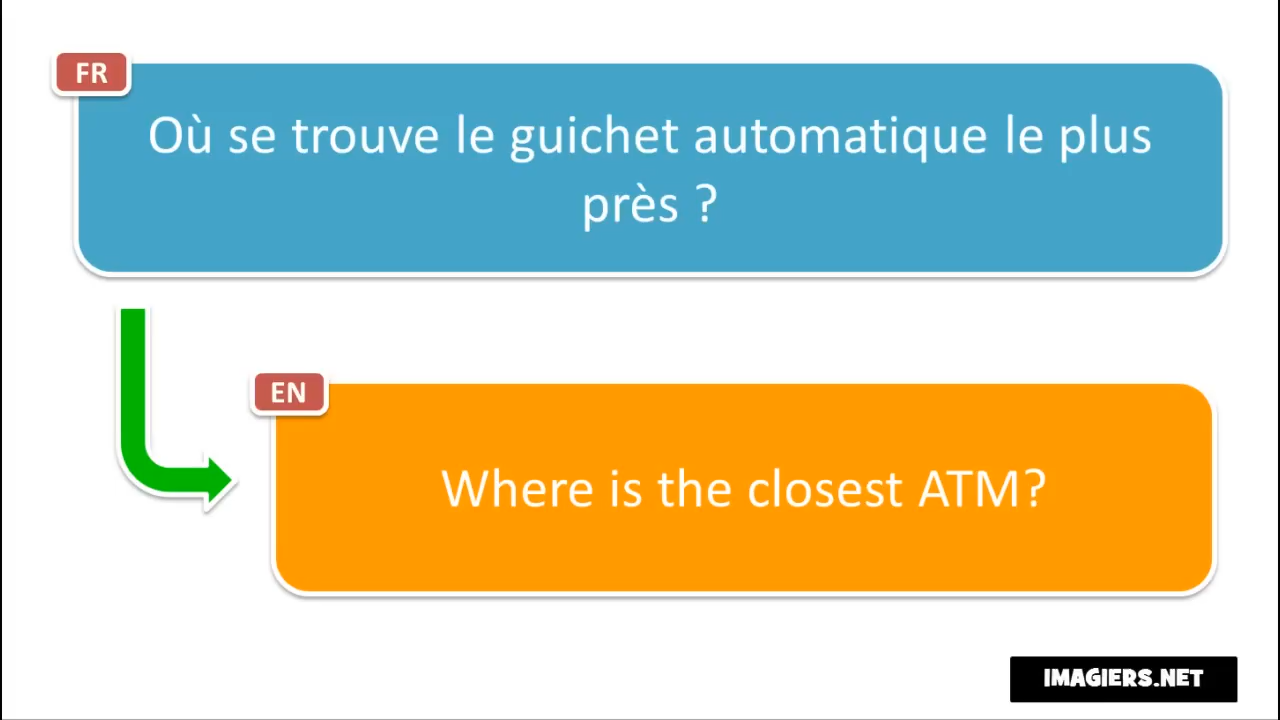 FR
Où se trouve le guichet automatique le plus
près ?
EN
Where is the closest ATM?
IMAGIERS.NET